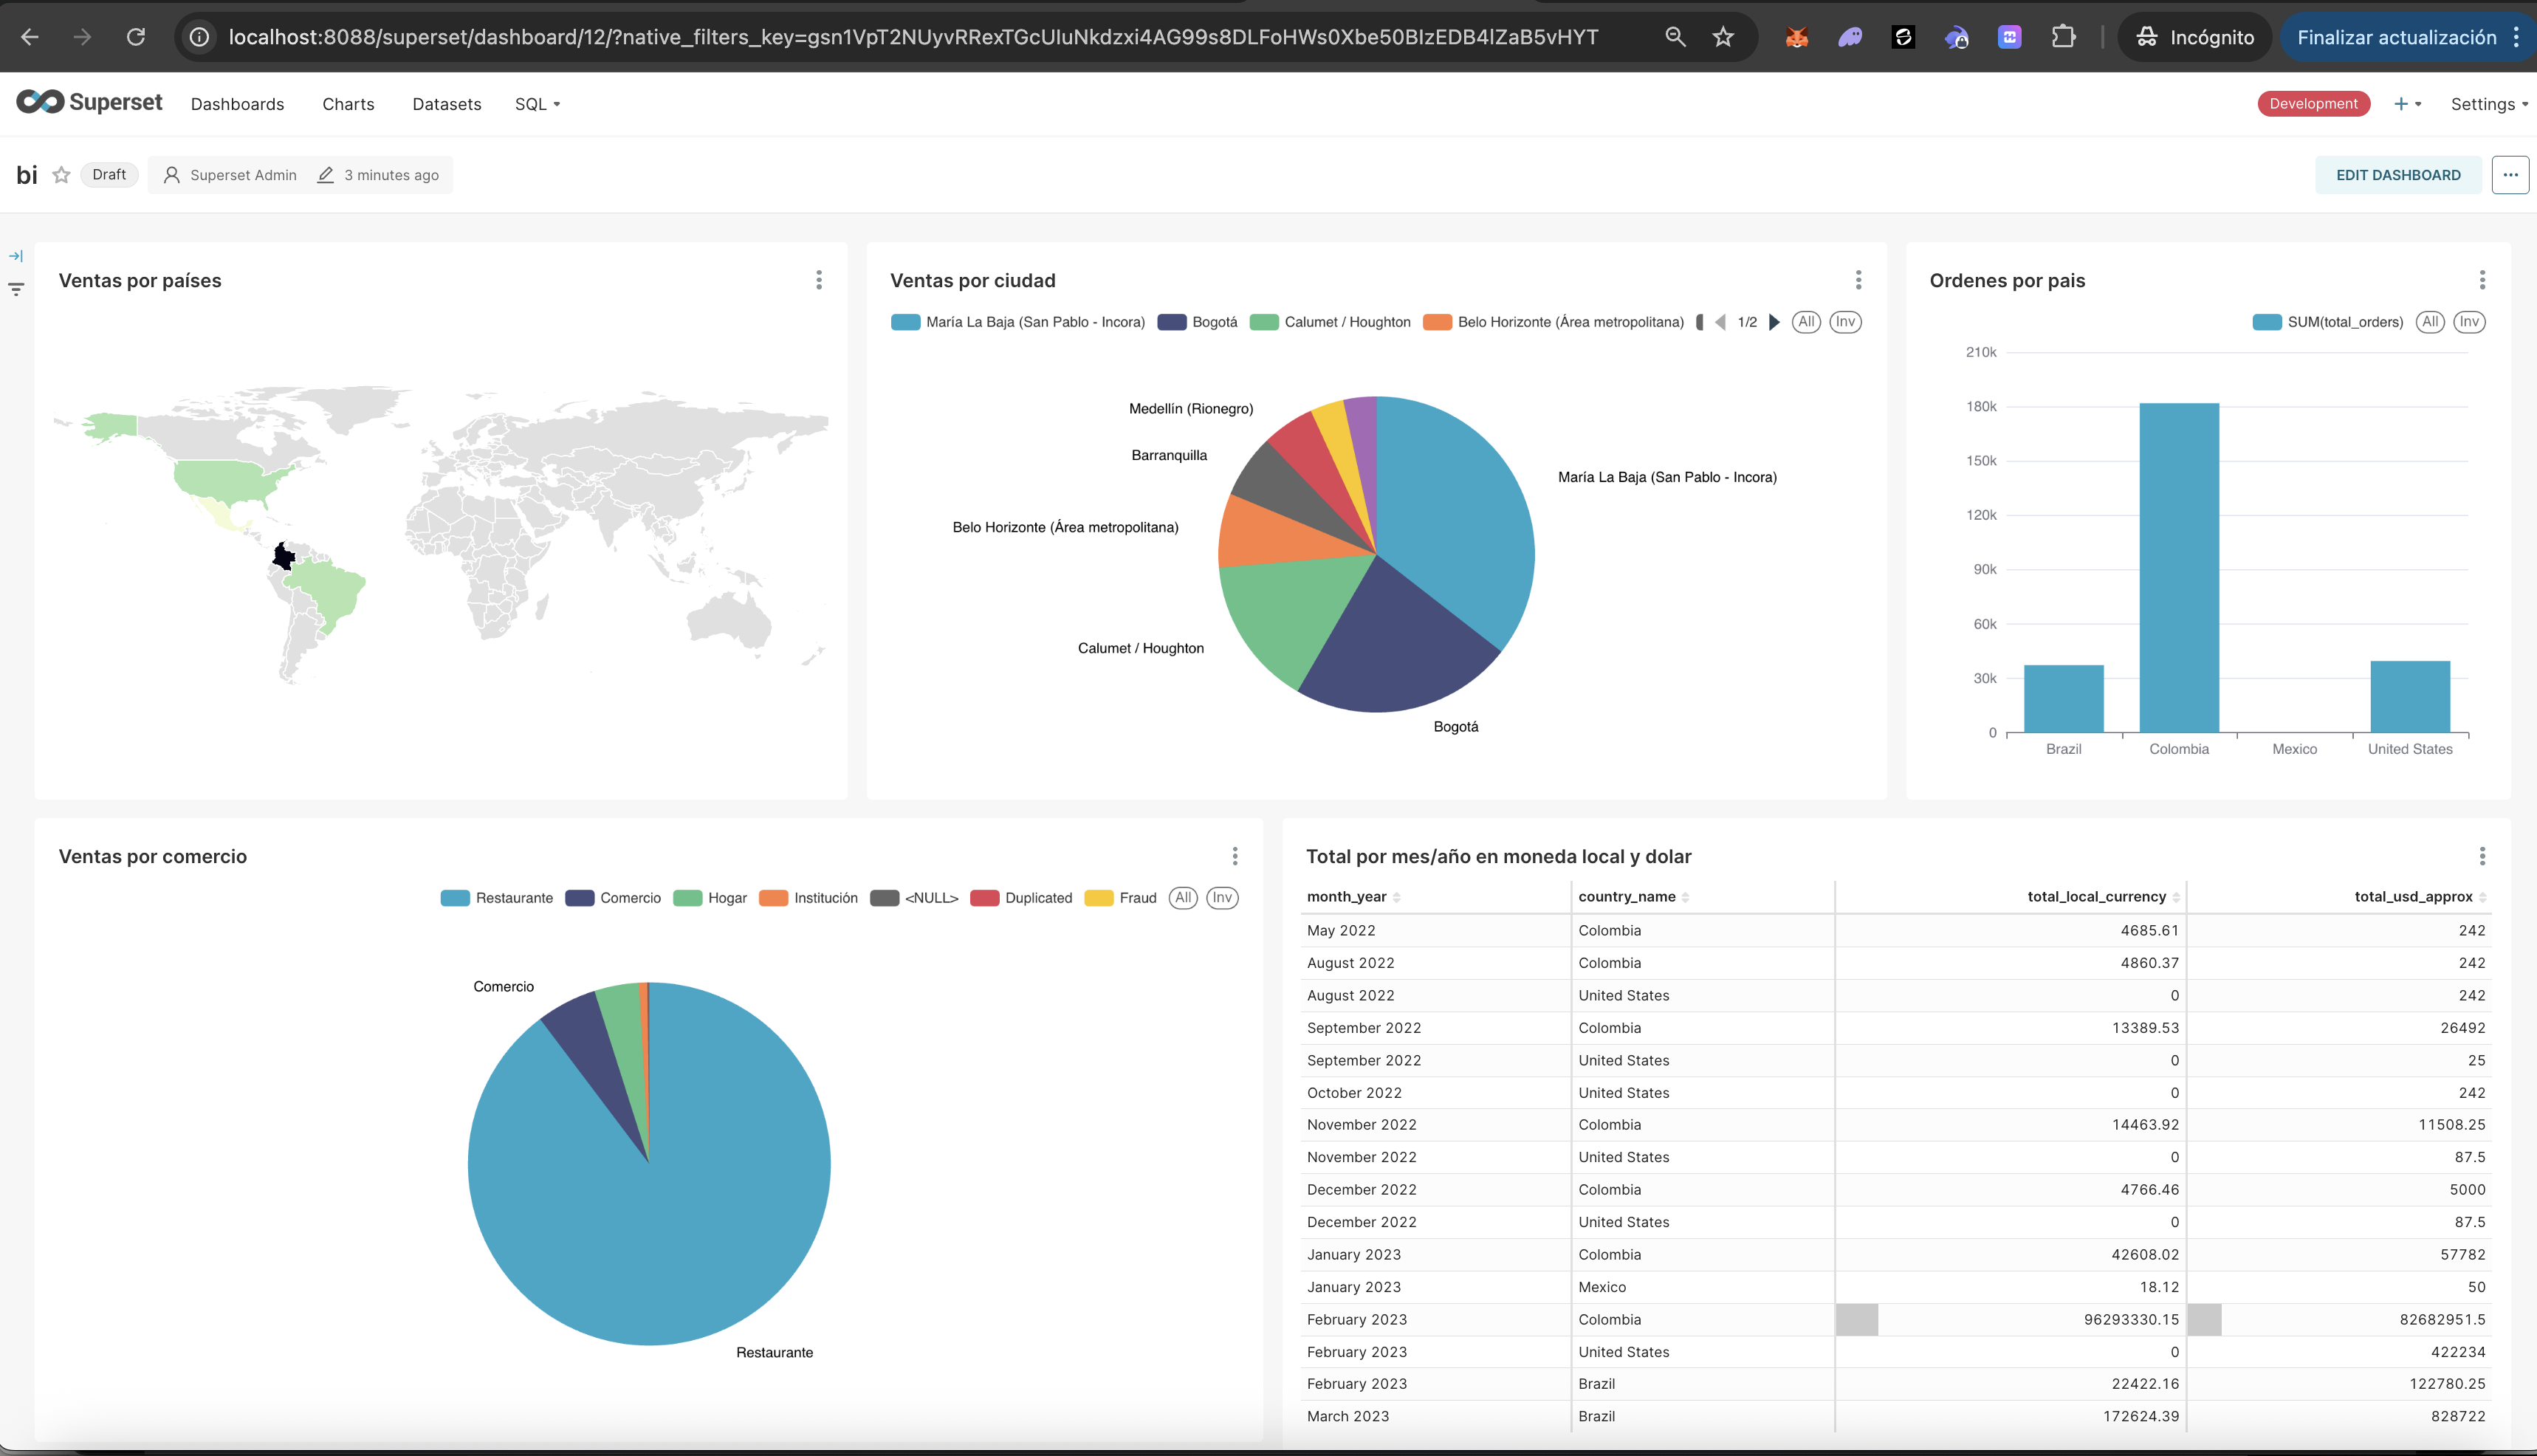 localhost:8088/superset/dashboard/12/?native_filters_key=gsn1VpT2NUyvRRexTGcUIuNkdzxi4AG99s8DLFoHWs0Xbe50BIzEDB4lZaB5vHYT
Incógnito
Finalizar actualización
Superset Dashboards Charts Datasets SQL
Development + Settings
bi Draft Superset Admin 3 minutes ago
EDIT DASHBOARD
Ventas por países
Ventas por ciudad
María La Baja (San Pablo - Incora) Bogotá Calumet / Houghton Belo Horizonte (Área metropolitana) 1/2 All Inv
Medellín (Rionegro)
Barranquilla
María La Baja (San Pablo - Incora)
Belo Horizonte (Área metropolitana)
Calumet / Houghton
Bogotá
Ordenes por pais
SUM(total_orders) All Inv
210k
180k
150k
120k
90k
60k
30k
0
Brazil Colombia Mexico United States
Ventas por comercio
Restaurante Comercio Hogar Institución <NULL> Duplicated Fraud All Inv
Comercio
Restaurante
Total por mes/año en moneda local y dolar
month_year country_name total_local_currency total_usd_approx
May 2022 Colombia 4685.61 242
August 2022 Colombia 4860.37 242
August 2022 United States 0 242
September 2022 Colombia 13389.53 26492
September 2022 United States 0 25
October 2022 United States 0 242
November 2022 Colombia 14463.92 11508.25
November 2022 United States 0 87.5
December 2022 Colombia 4766.46 5000
December 2022 United States 0 87.5
January 2023 Colombia 42608.02 57782
January 2023 Mexico 18.12 50
February 2023 Colombia 96293330.15 82682951.5
February 2023 United States 0 422234
February 2023 Brazil 22422.16 122780.25
March 2023 Brazil 172624.39 828722